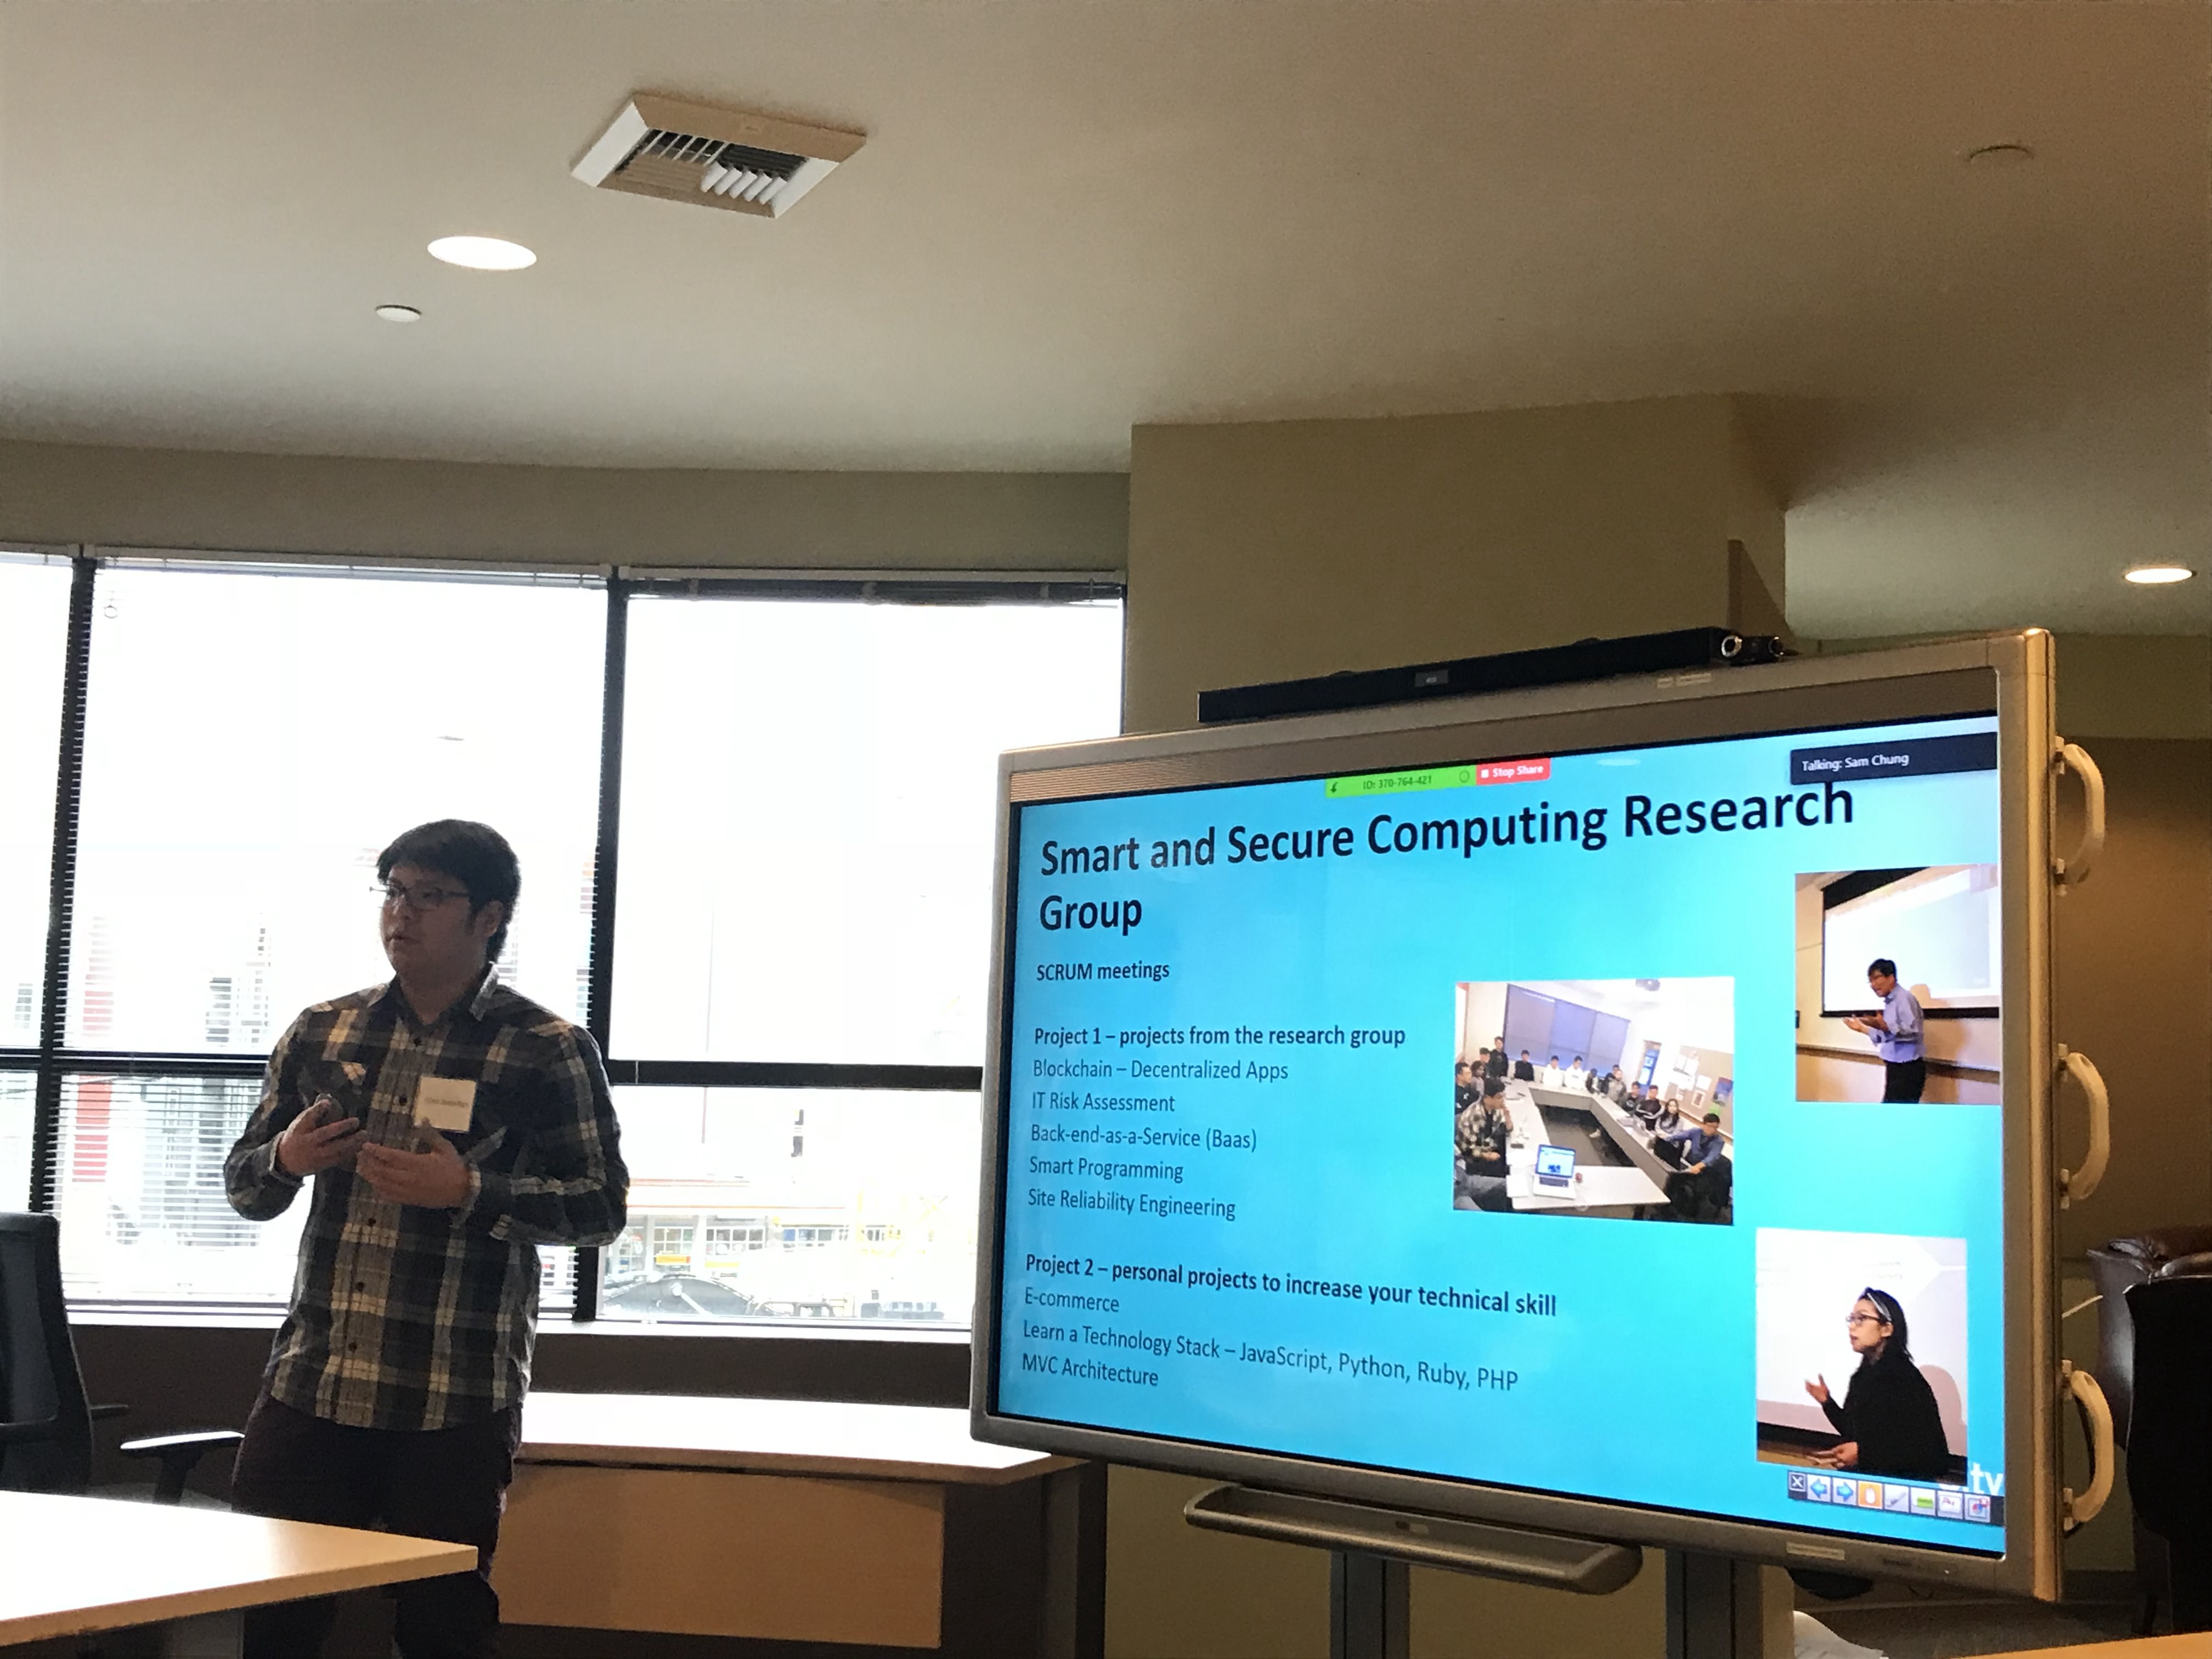 Talking: Sam Chung
ID: 370-764-421
Stop Share
Smart and Secure Computing Research
Group
SCRUM meetings
Project 1 – projects from the research group
Blockchain – Decentralized Apps
IT Risk Assessment
Back-end-as-a-Service (Baas)
Smart Programming
Site Reliability Engineering
Project 2 – personal projects to increase your technical skill
E-commerce
Learn a Technology Stack – JavaScript, Python, Ruby, PHP
MVC Architecture
tv